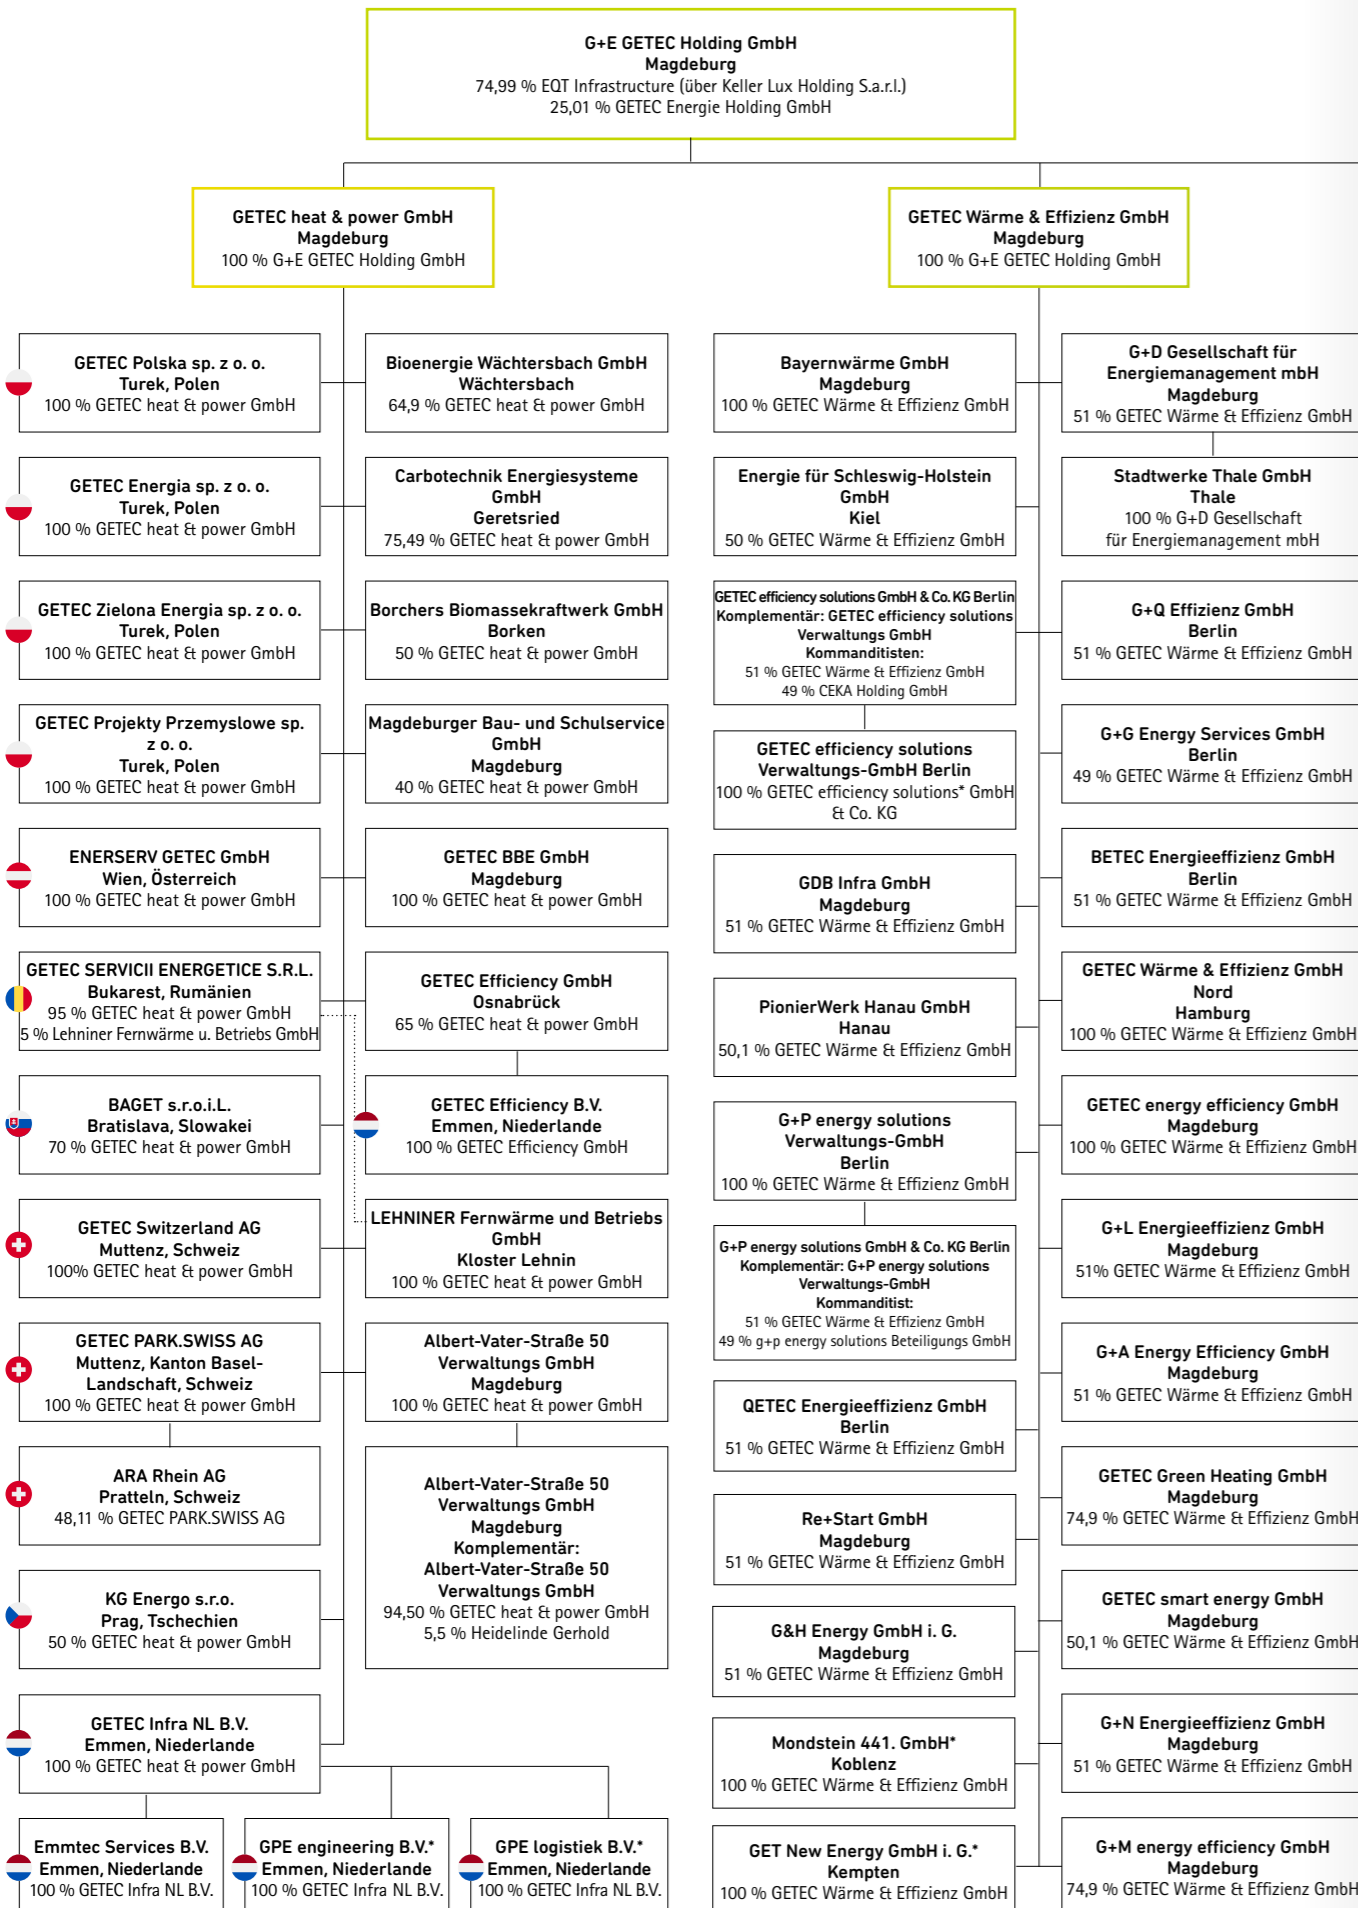 G+E GETEC Holding GmbH
Magdeburg
74,99 % EQT Infrastructure (über Keller Lux Holding S.a.r.l.)
25,01 % GETEC Energie Holding GmbH
GETEC heat & power GmbH
Magdeburg
100 % G+E GETEC Holding GmbH
GETEC Wärme & Effizienz GmbH
Magdeburg
100 % G+E GETEC Holding GmbH
GETEC Polska sp. z o. o.
Turek, Polen
100 % GETEC heat & power GmbH
GETEC Energia sp. z o. o.
Turek, Polen
100 % GETEC heat & power GmbH
GETEC Zielona Energia sp. z o. o.
Turek, Polen
100 % GETEC heat & power GmbH
GETEC Projekty Przemyslowe sp.
z o. o.
Turek, Polen
100 % GETEC heat & power GmbH
ENERSERV GETEC GmbH
Wien, Österreich
100 % GETEC heat & power GmbH
GETEC SERVICII ENERGETICE S.R.L.
Bukarest, Rumänien
95 % GETEC heat & power GmbH
5 % Lehniner Fernwärme u. Betriebs GmbH
BAGET s.r.o.i.L.
Bratislava, Slowakei
70 % GETEC heat & power GmbH
GETEC Switzerland AG
Muttenz, Schweiz
100% GETEC heat & power GmbH
GETEC PARK.SWISS AG
Muttenz, Kanton Basel-
Landschaft, Schweiz
100 % GETEC heat & power GmbH
ARA Rhein AG
Pratteln, Schweiz
48,11 % GETEC PARK.SWISS AG
KG Energo s.r.o.
Prag, Tschechien
50 % GETEC heat & power GmbH
GETEC Infra NL B.V.
Emmen, Niederlande
100 % GETEC heat & power GmbH
Emmtec Services B.V.
Emmen, Niederlande
100 % GETEC Infra NL B.V.
GPE engineering B.V.*
Emmen, Niederlande
100 % GETEC Infra NL B.V.
GPE logistiek B.V.*
Emmen, Niederlande
100 % GETEC Infra NL B.V.
Bioenergie Wächtersbach GmbH
Wächtersbach
64,9 % GETEC heat & power GmbH
Carbotechnik Energiesysteme
GmbH
Geretsried
75,49 % GETEC heat & power GmbH
Borchers Biomassekraftwerk GmbH
Borken
50 % GETEC heat & power GmbH
Magdeburger Bau- und Schulservice
GmbH
Magdeburg
40 % GETEC heat & power GmbH
GETEC BBE GmbH
Magdeburg
100 % GETEC heat & power GmbH
GETEC Efficiency GmbH
Osnabrück
65 % GETEC heat & power GmbH
GETEC Efficiency B.V.
Emmen, Niederlande
100 % GETEC Efficiency GmbH
LEHNINER Fernwärme und Betriebs
GmbH
Kloster Lehnin
100 % GETEC heat & power GmbH
Albert-Vater-Straße 50
Verwaltungs GmbH
Magdeburg
100 % GETEC heat & power GmbH
Albert-Vater-Straße 50
Verwaltungs GmbH
Magdeburg
Komplementär:
Albert-Vater-Straße 50
Verwaltungs GmbH
94,50 % GETEC heat & power GmbH
5,5 % Heidelinde Gerhold
Bayernwärme GmbH
Magdeburg
100 % GETEC Wärme & Effizienz GmbH
Energie für Schleswig-Holstein
GmbH
Kiel
50 % GETEC Wärme & Effizienz GmbH
GETEC efficiency solutions GmbH & Co. KG Berlin
Komplementär: GETEC efficiency solutions
Verwaltungs GmbH
Kommanditisten:
51 % GETEC Wärme & Effizienz GmbH
49 % CEKA Holding GmbH
GETEC efficiency solutions
Verwaltungs-GmbH Berlin
100 % GETEC efficiency solutions* GmbH
& Co. KG
GDB Infra GmbH
Magdeburg
51 % GETEC Wärme & Effizienz GmbH
PionierWerk Hanau GmbH
Hanau
50,1 % GETEC Wärme & Effizienz GmbH
G+P energy solutions
Verwaltungs-GmbH
Berlin
100 % GETEC Wärme & Effizienz GmbH
G+P energy solutions GmbH & Co. KG Berlin
Komplementär: G+P energy solutions
Verwaltungs-GmbH
Kommanditist:
51 % GETEC Wärme & Effizienz GmbH
49 % g+p energy solutions Beteiligungs GmbH
QETEC Energieeffizienz GmbH
Berlin
51 % GETEC Wärme & Effizienz GmbH
Re+Start GmbH
Magdeburg
51 % GETEC Wärme & Effizienz GmbH
G&H Energy GmbH i. G.
Magdeburg
51 % GETEC Wärme & Effizienz GmbH
Mondstein 441. GmbH*
Koblenz
100 % GETEC Wärme & Effizienz GmbH
GET New Energy GmbH i. G.*
Kempten
100 % GETEC Wärme & Effizienz GmbH
G+D Gesellschaft für
Energiemanagement mbH
Magdeburg
51 % GETEC Wärme & Effizienz GmbH
Stadtwerke Thale GmbH
Thale
100 % G+D Gesellschaft
für Energiemanagement mbH
G+Q Effizienz GmbH
Berlin
51 % GETEC Wärme & Effizienz GmbH
G+G Energy Services GmbH
Berlin
49 % GETEC Wärme & Effizienz GmbH
BETEC Energieeffizienz GmbH
Berlin
51 % GETEC Wärme & Effizienz GmbH
GETEC Wärme & Effizienz GmbH
Nord
Hamburg
100 % GETEC Wärme & Effizienz GmbH
GETEC energy efficiency GmbH
Magdeburg
100 % GETEC Wärme & Effizienz GmbH
G+L Energieeffizienz GmbH
Magdeburg
51% GETEC Wärme & Effizienz GmbH
G+A Energy Efficiency GmbH
Magdeburg
51 % GETEC Wärme & Effizienz GmbH
GETEC Green Heating GmbH
Magdeburg
74,9 % GETEC Wärme & Effizienz GmbH
GETEC smart energy GmbH
Magdeburg
50,1 % GETEC Wärme & Effizienz GmbH
G+N Energieeffizienz GmbH
Magdeburg
51 % GETEC Wärme & Effizienz GmbH
G+M energy efficiency GmbH
Magdeburg
74,9 % GETEC Wärme & Effizienz GmbH